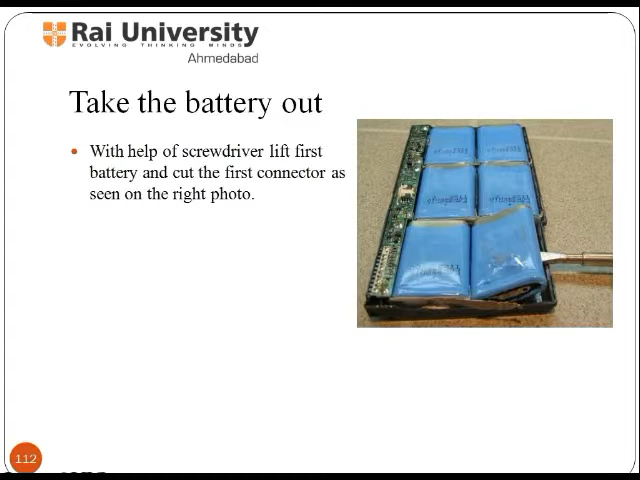 Rai University
EVOLVING THINKING MINDS
Ahmedabad
Take the battery out
• With help of screwdriver lift first
battery and cut the first connector as
seen on the right photo.
112